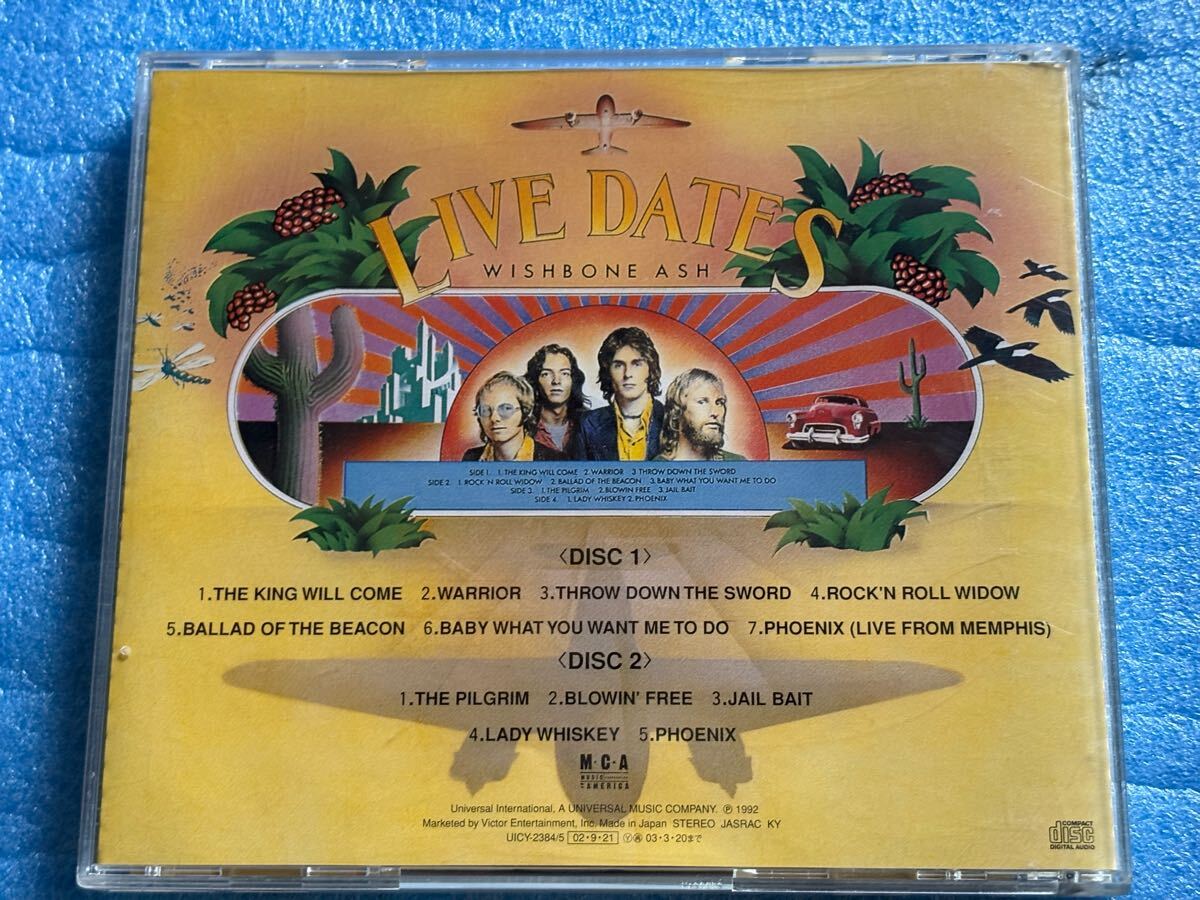 LIVE DATES
WISHBONE ASH
SIDE 1. 1. THE KING WILL COME 2. WARRIOR 3 THROW DOWN THE SWORD
SIDE 2. 1. ROCK 'N ROLL WIDOW 2. BALLAD OF THE BEACON 3. BABY WHAT YOU WANT ME TO DO
SIDE 3. 1. THE PILGRIM 2. BLOWIN FREE 3. JAIL BAIT
SIDE 4. 1. LADY WHISKEY 2. PHOENIX
〈DISC 1〉
1.THE KING WILL COME 2.WARRIOR 3.THROW DOWN THE SWORD 4.ROCK'N ROLL WIDOW
5.BALLAD OF THE BEACON 6.BABY WHAT YOU WANT ME TO DO 7.PHOENIX (LIVE FROM MEMPHIS)
〈DISC 2〉
1.THE PILGRIM 2.BLOWIN' FREE 3.JAIL BAIT
4.LADY WHISKEY 5.PHOENIX
M·C·A
MUSIC CORPORATION
OF AMERICA
Universal International, A UNIVERSAL MUSIC COMPANY. ℗ 1992
Marketed by Victor Entertainment, Inc. Made in Japan STEREO JASRAC KY
UICY-2384/5 02・9・21 Ⓨ 03・3・20まで
COMPACT
disc
DIGITAL AUDIO